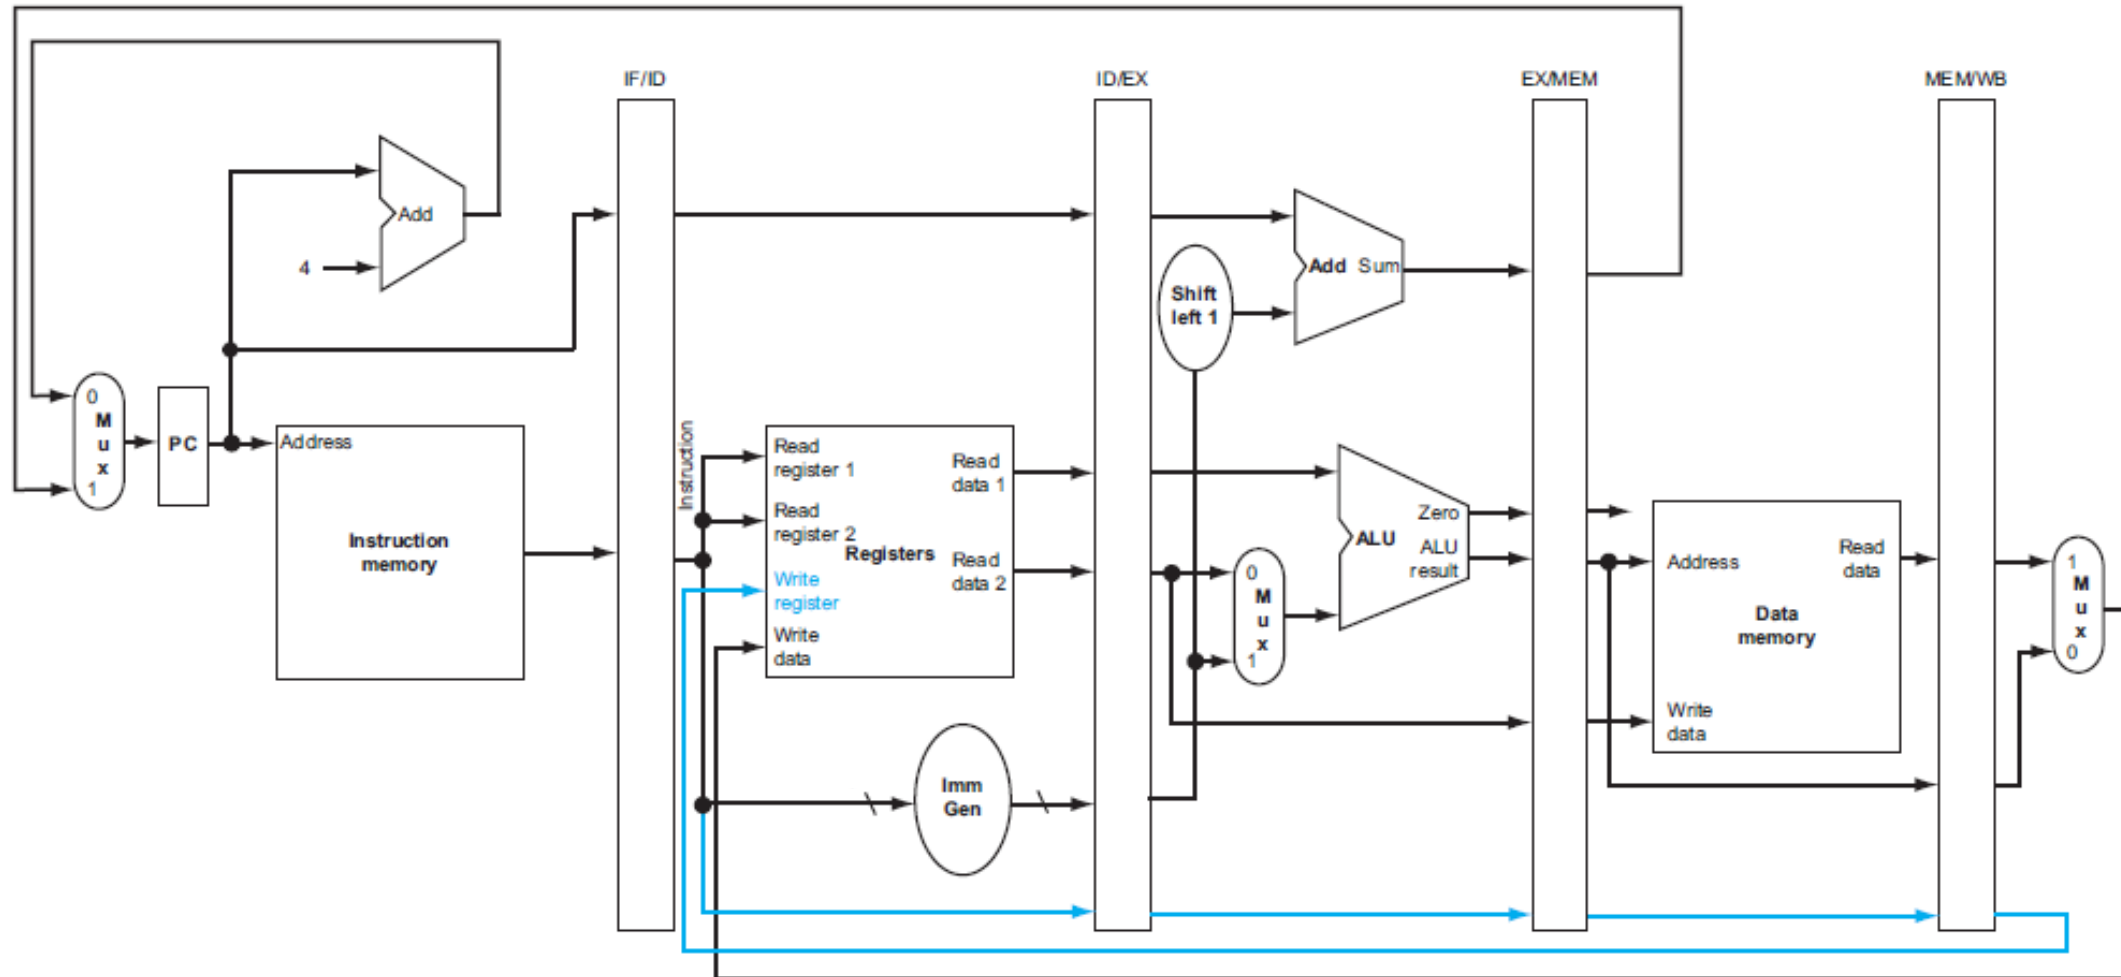 IF/ID
ID/EX
EX/MEM
MEM/WB
Add
4
Add Sum
Shift
left 1
0
M
u
x
1
PC
Address
Instruction
memory
Instruction
Read
register 1
Read
register 2
Write
register
Write
data
Registers
Read
data 1
Read
data 2
Imm
Gen
0
M
u
x
1
ALU
Zero
ALU
result
Address
Read
data
Data
memory
Write
data
1
M
u
x
0